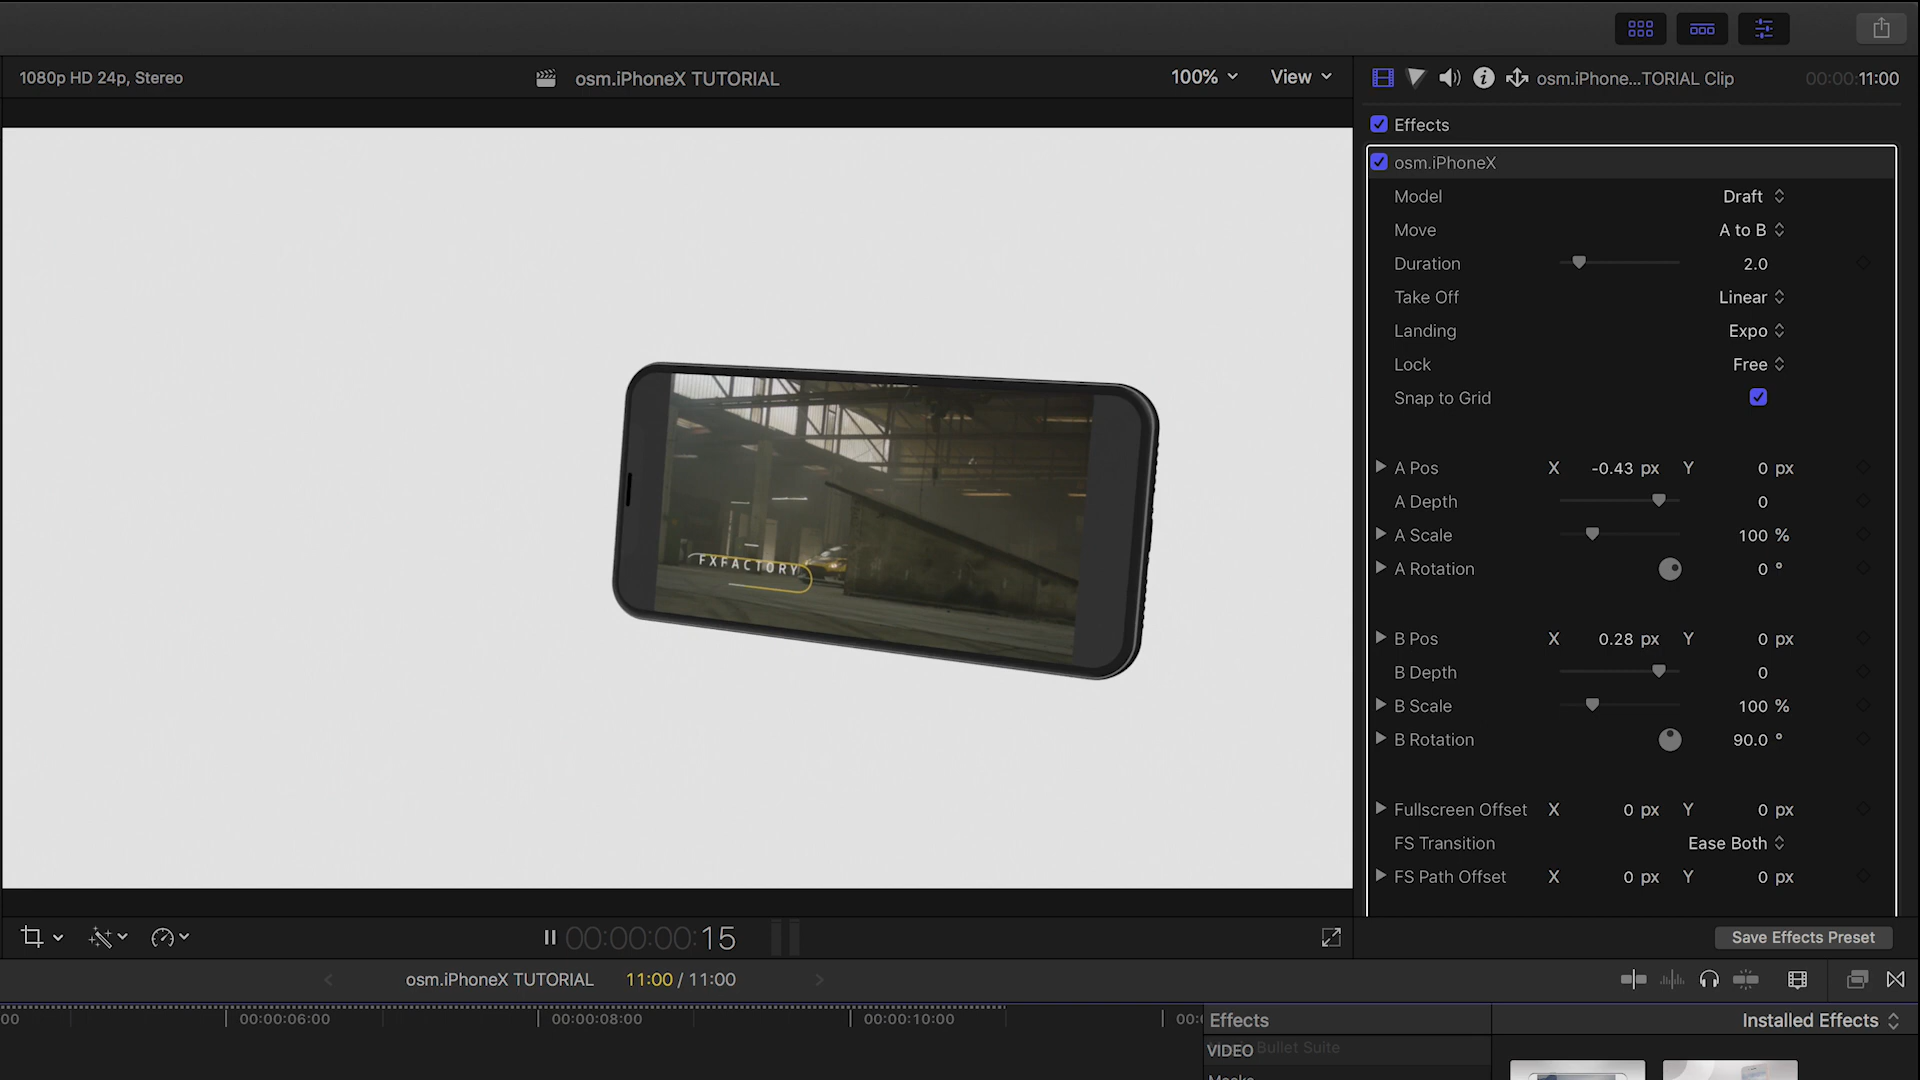 1080p HD 24p, Stereo
osm.iPhoneX TUTORIAL
100%
View
osm.iPhone...TORIAL Clip
00:00:11:00
Effects
osm.iPhoneX
Model Draft
Move A to B
Duration 2.0
Take Off Linear
Landing Expo
Lock Free
Snap to Grid
A Pos X -0.43 px Y 0 px
A Depth 0
A Scale 100 %
A Rotation 0 °
B Pos X 0.28 px Y 0 px
B Depth 0
B Scale 100 %
B Rotation 90.0 °
Fullscreen Offset X 0 px Y 0 px
FS Transition Ease Both
FS Path Offset X 0 px Y 0 px
FXFACTORY
00:00:00:15
Save Effects Preset
osm.iPhoneX TUTORIAL 11:00 / 11:00
00 00:00:06:00 00:00:08:00 00:00:10:00 00:
Effects
Installed Effects
VIDEO
Bullet Suite
Masks